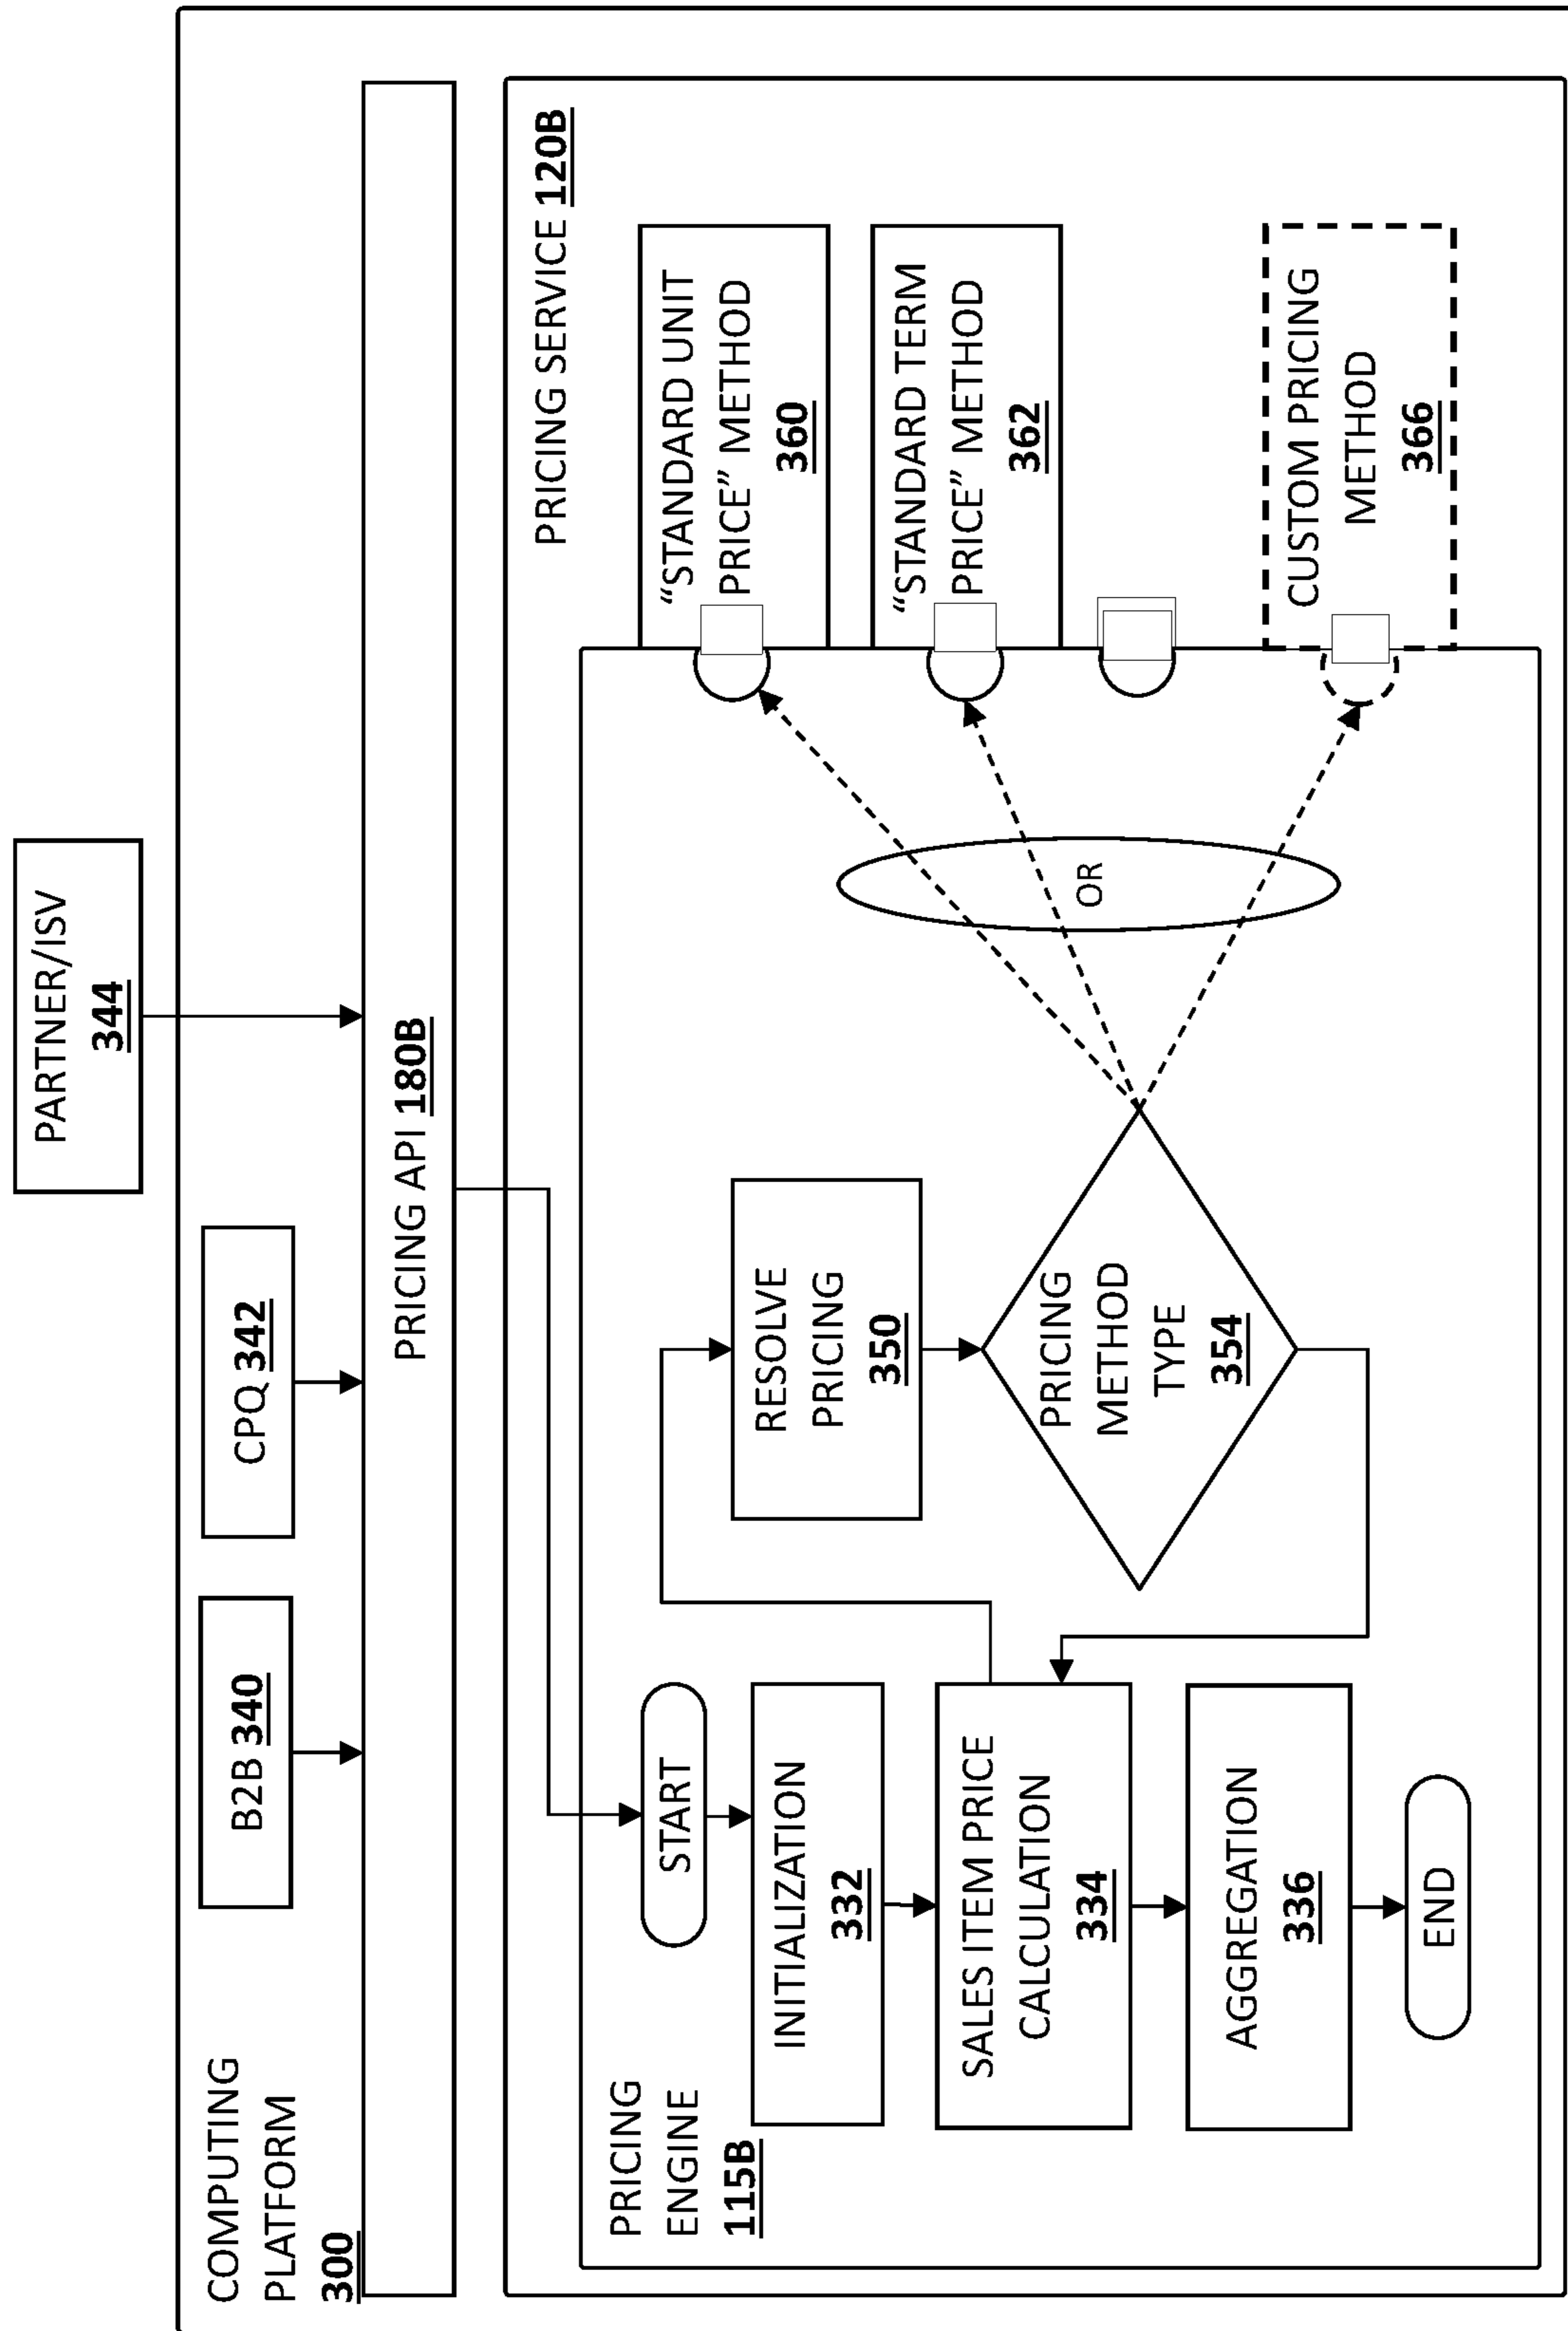 PARTNER/ISV
344
COMPUTING
PLATFORM
300
B2B 340
CPQ 342
PRICING API 180B
PRICING SERVICE 120B
PRICING
ENGINE
115B
START
INITIALIZATION
332
SALES ITEM PRICE
CALCULATION
334
AGGREGATION
336
END
RESOLVE
PRICING
350
PRICING
METHOD
TYPE
354
OR
“STANDARD UNIT
PRICE” METHOD
360
“STANDARD TERM
PRICE” METHOD
362
CUSTOM PRICING
METHOD
366